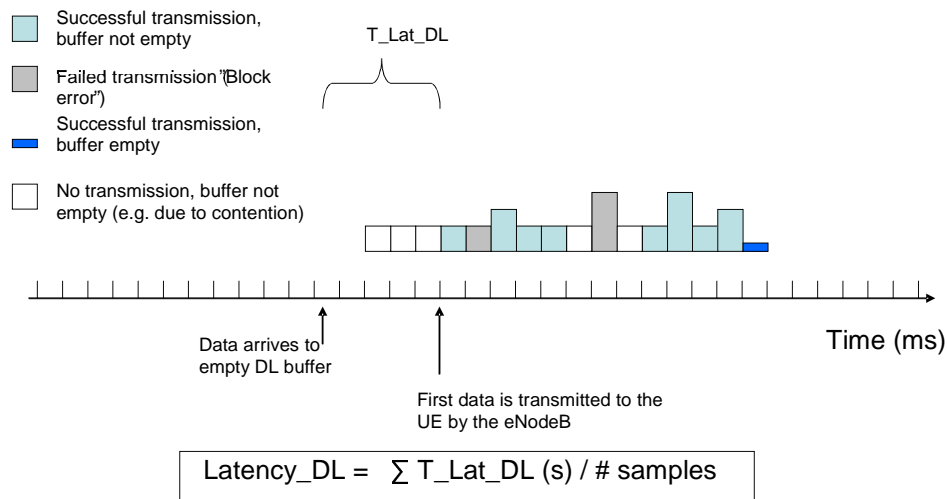 Successful transmission,
buffer not empty
Failed transmission ”(Block
error”)
Successful transmission,
buffer empty
No transmission, buffer not
empty (e.g. due to contention)
T_Lat_DL
Time (ms)
Data arrives to
empty DL buffer
First data is transmitted to the
UE by the eNodeB
Latency_DL = ∑ T_Lat_DL (s) / # samples